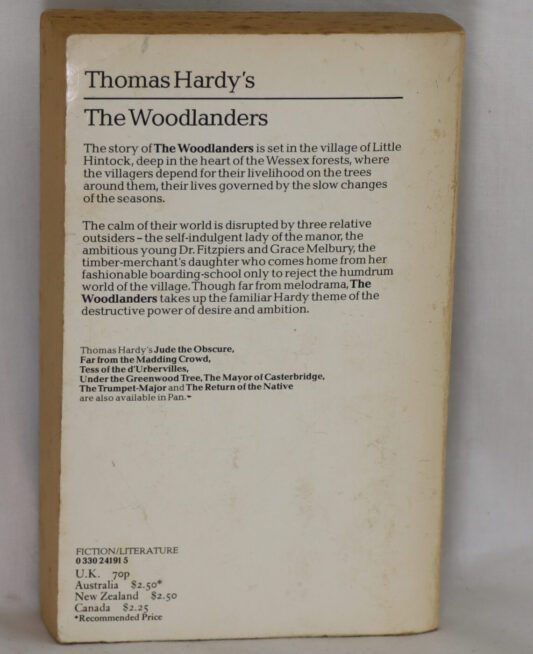 Thomas Hardy's
The Woodlanders
The story of The Woodlanders is set in the village of Little
Hintock, deep in the heart of the Wessex forests, where
the villagers depend for their livelihood on the trees
around them, their lives governed by the slow changes
of the seasons.
The calm of their world is disrupted by three relative
outsiders – the self-indulgent lady of the manor, the
ambitious young Dr. Fitzpiers and Grace Melbury, the
timber-merchant's daughter who comes home from her
fashionable boarding-school only to reject the humdrum
world of the village. Though far from melodrama, The
Woodlanders takes up the familiar Hardy theme of the
destructive power of desire and ambition.
Thomas Hardy's Jude the Obscure,
Far from the Madding Crowd,
Tess of the d'Urbervilles,
Under the Greenwood Tree, The Mayor of Casterbridge,
The Trumpet-Major and The Return of the Native
are also available in Pan.
FICTION/LITERATURE
0 330 24191 5
U.K. 70p
Australia $2.50*
New Zealand $2.50
Canada $2.25
*Recommended Price